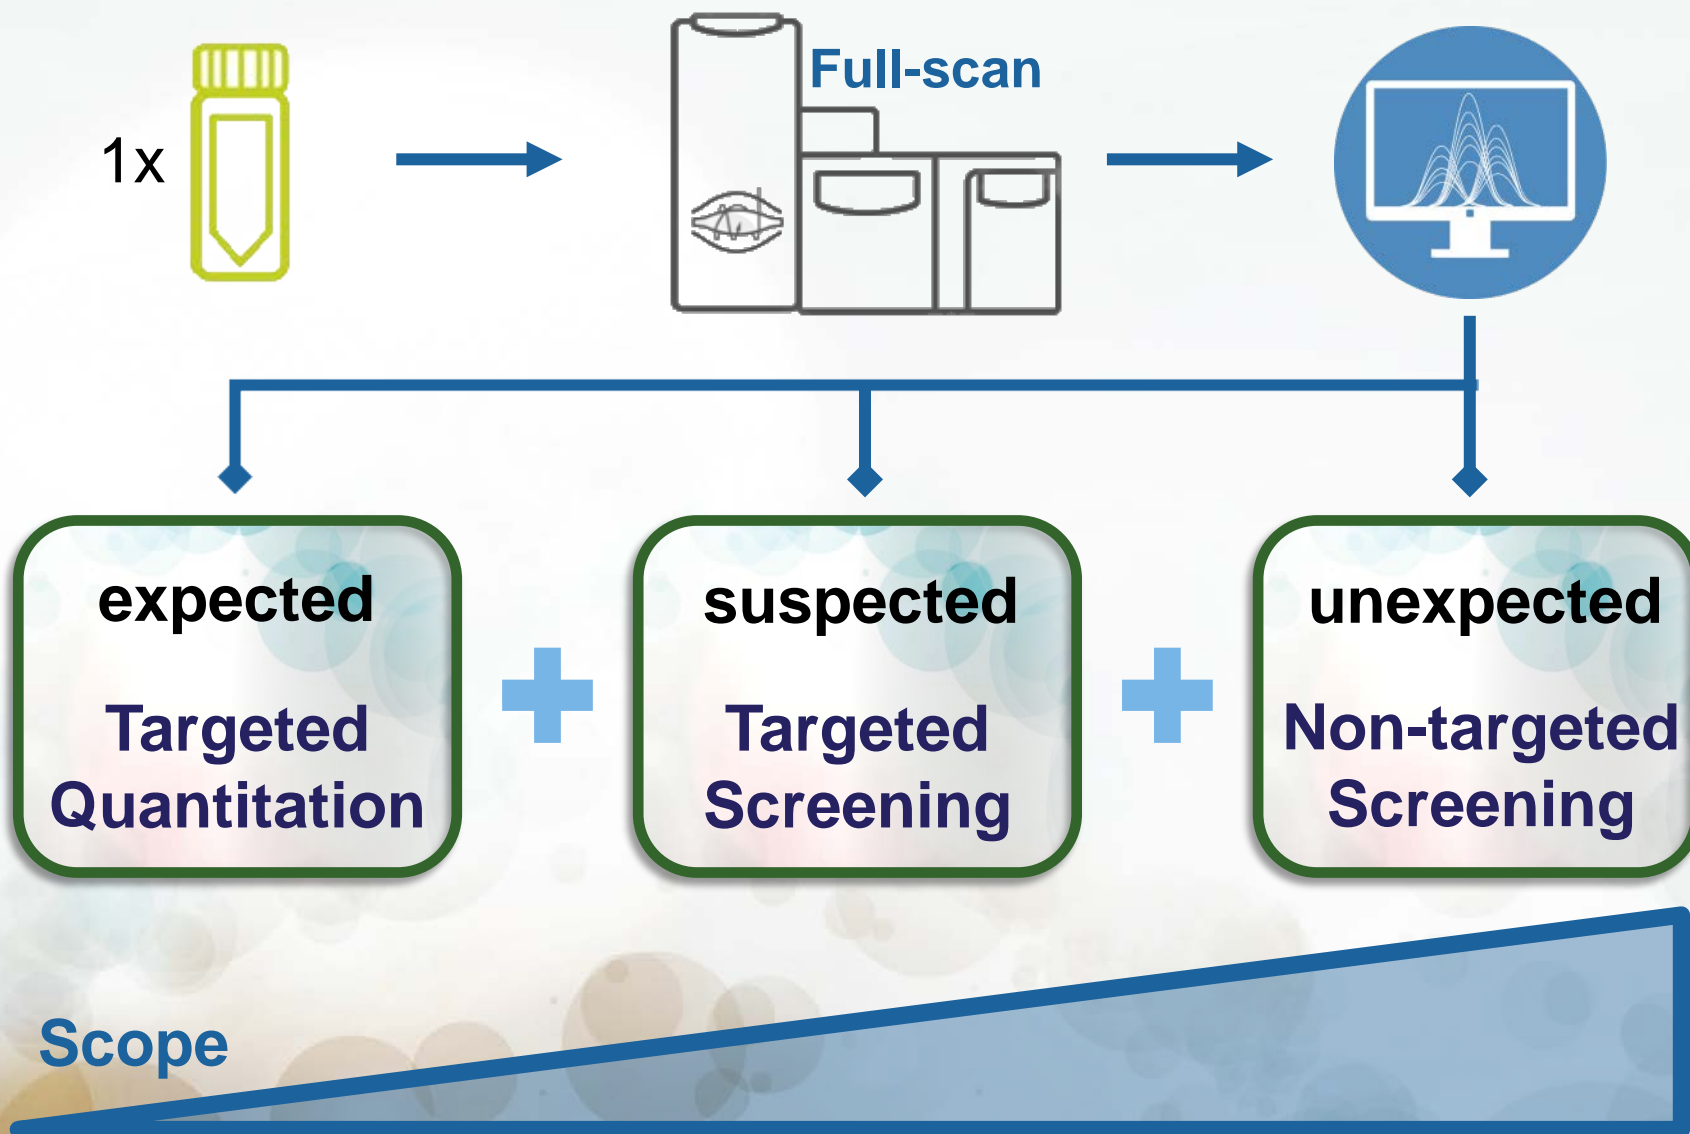 1x
Full-scan
expected
Targeted
Quantitation
suspected
Targeted
Screening
unexpected
Non-targeted
Screening
Scope